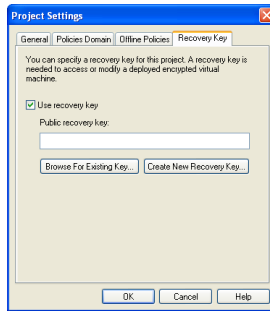 Project Settings
General
Policies Domain
Offline Policies
Recovery Key
You can specify a recovery key for this project. A recovery key is
needed to access or modify a deployed encrypted virtual
machine.
Use recovery key
Public recovery key:
Browse For Existing Key...
Create New Recovery Key...
OK
Cancel
Help